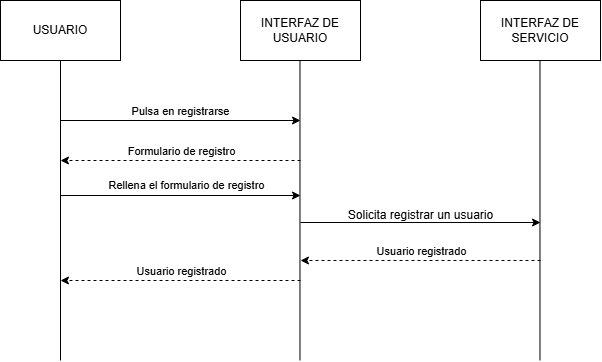 USUARIO
INTERFAZ DE
USUARIO
INTERFAZ DE
SERVICIO
Pulsa en registrarse
Formulario de registro
Rellena el formulario de registro
Solicita registrar un usuario
Usuario registrado
Usuario registrado